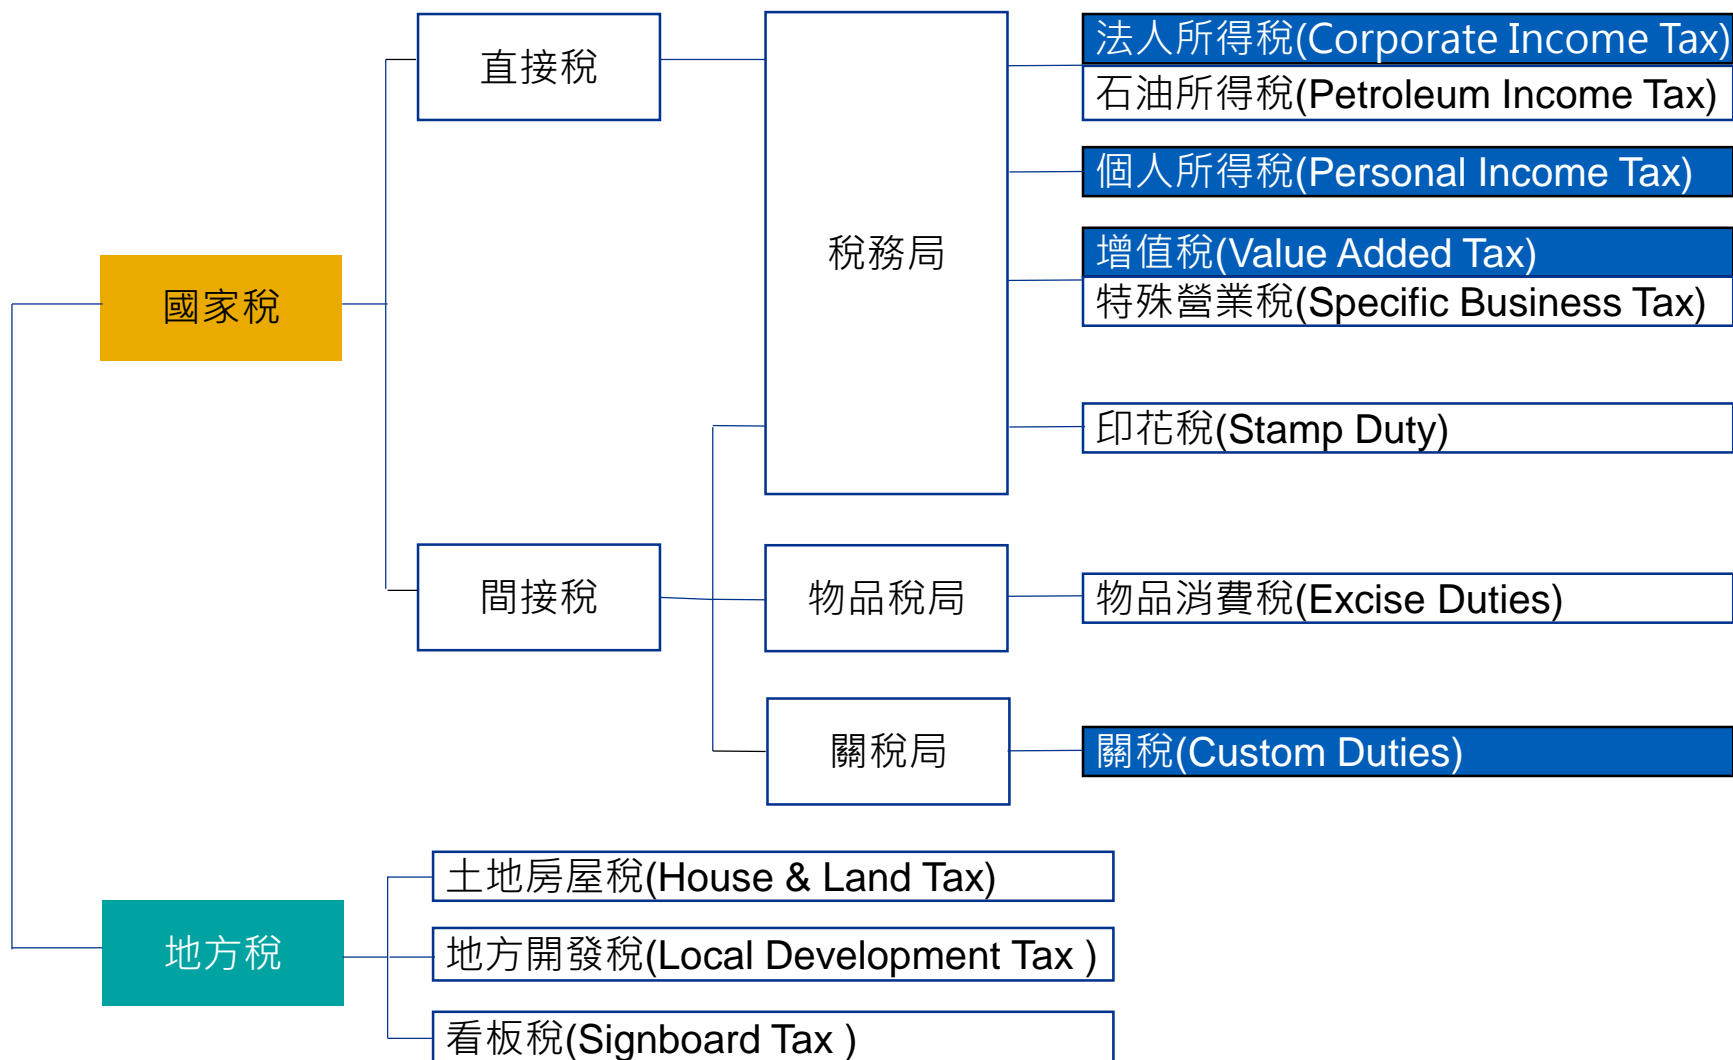 法人所得稅(Corporate Income Tax)
直接稅
石油所得稅(Petroleum Income Tax)
個人所得稅(Personal Income Tax)
稅務局
增值稅(Value Added Tax)
國家稅
特殊營業稅(Specific Business Tax)
印花稅(Stamp Duty)
間接稅
物品稅局
物品消費稅(Excise Duties)
關稅局
關稅(Custom Duties)
土地房屋稅(House & Land Tax)
地方稅
地方開發稅(Local Development Tax )
看板稅(Signboard Tax )